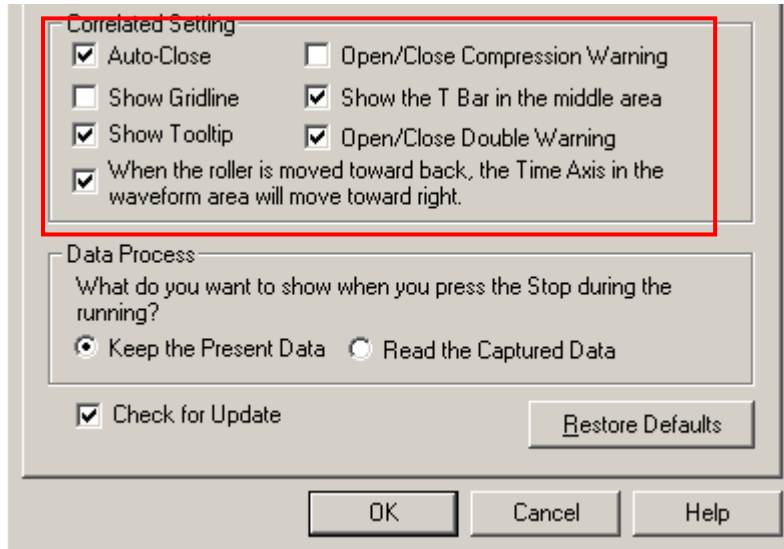 Correlated Setting
Auto-Close Open/Close Compression Warning
Show Gridline Show the T Bar in the middle area
Show Tooltip Open/Close Double Warning
When the roller is moved toward back, the Time Axis in the
waveform area will move toward right.
Data Process
What do you want to show when you press the Stop during the
running?
Keep the Present Data Read the Captured Data
Check for Update Restore Defaults
OK Cancel Help